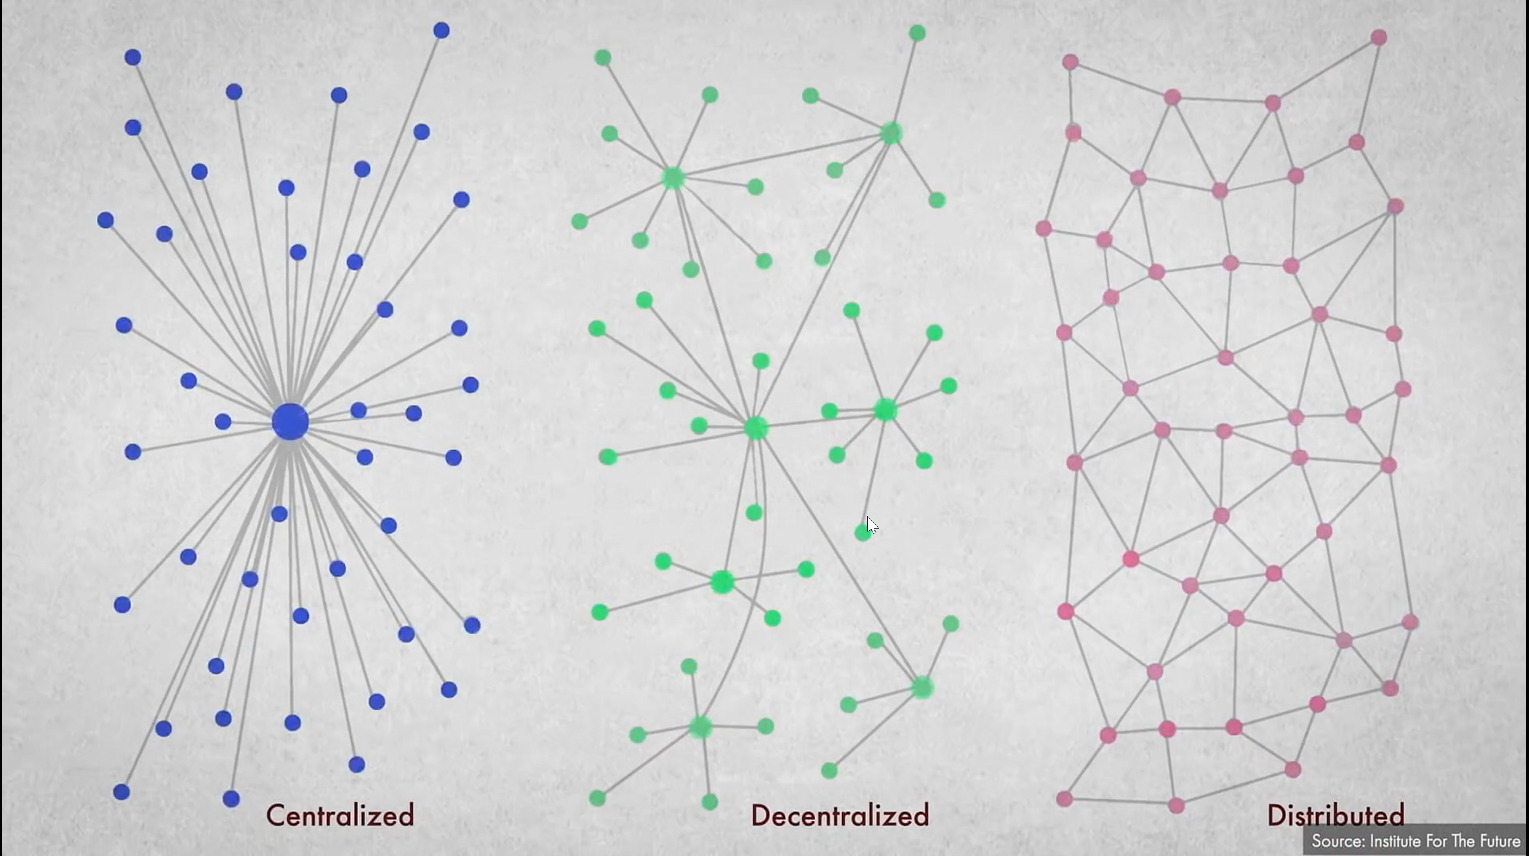 Centralized
Decentralized
Distributed
Source: Institute For The Future